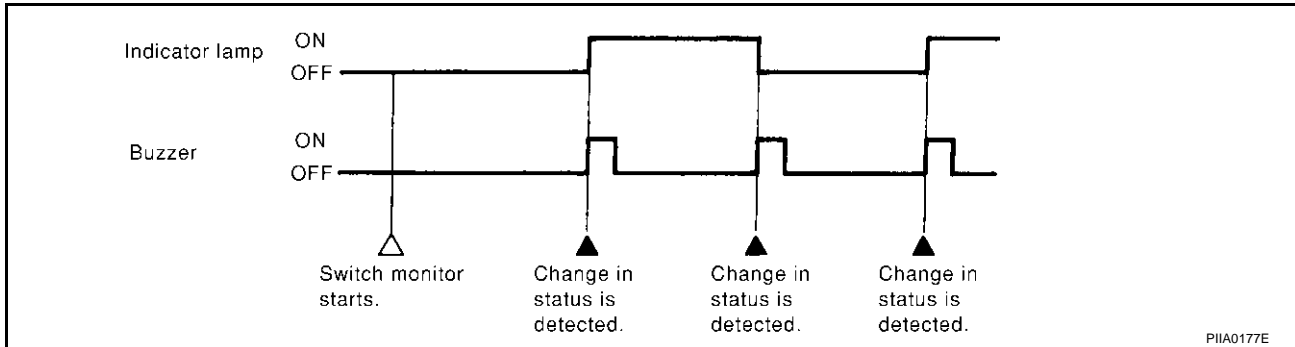 Indicator lamp
ON
OFF
Buzzer
ON
OFF
Switch monitor
starts.
Change in
status is
detected.
Change in
status is
detected.
Change in
status is
detected.
PIIA0177E